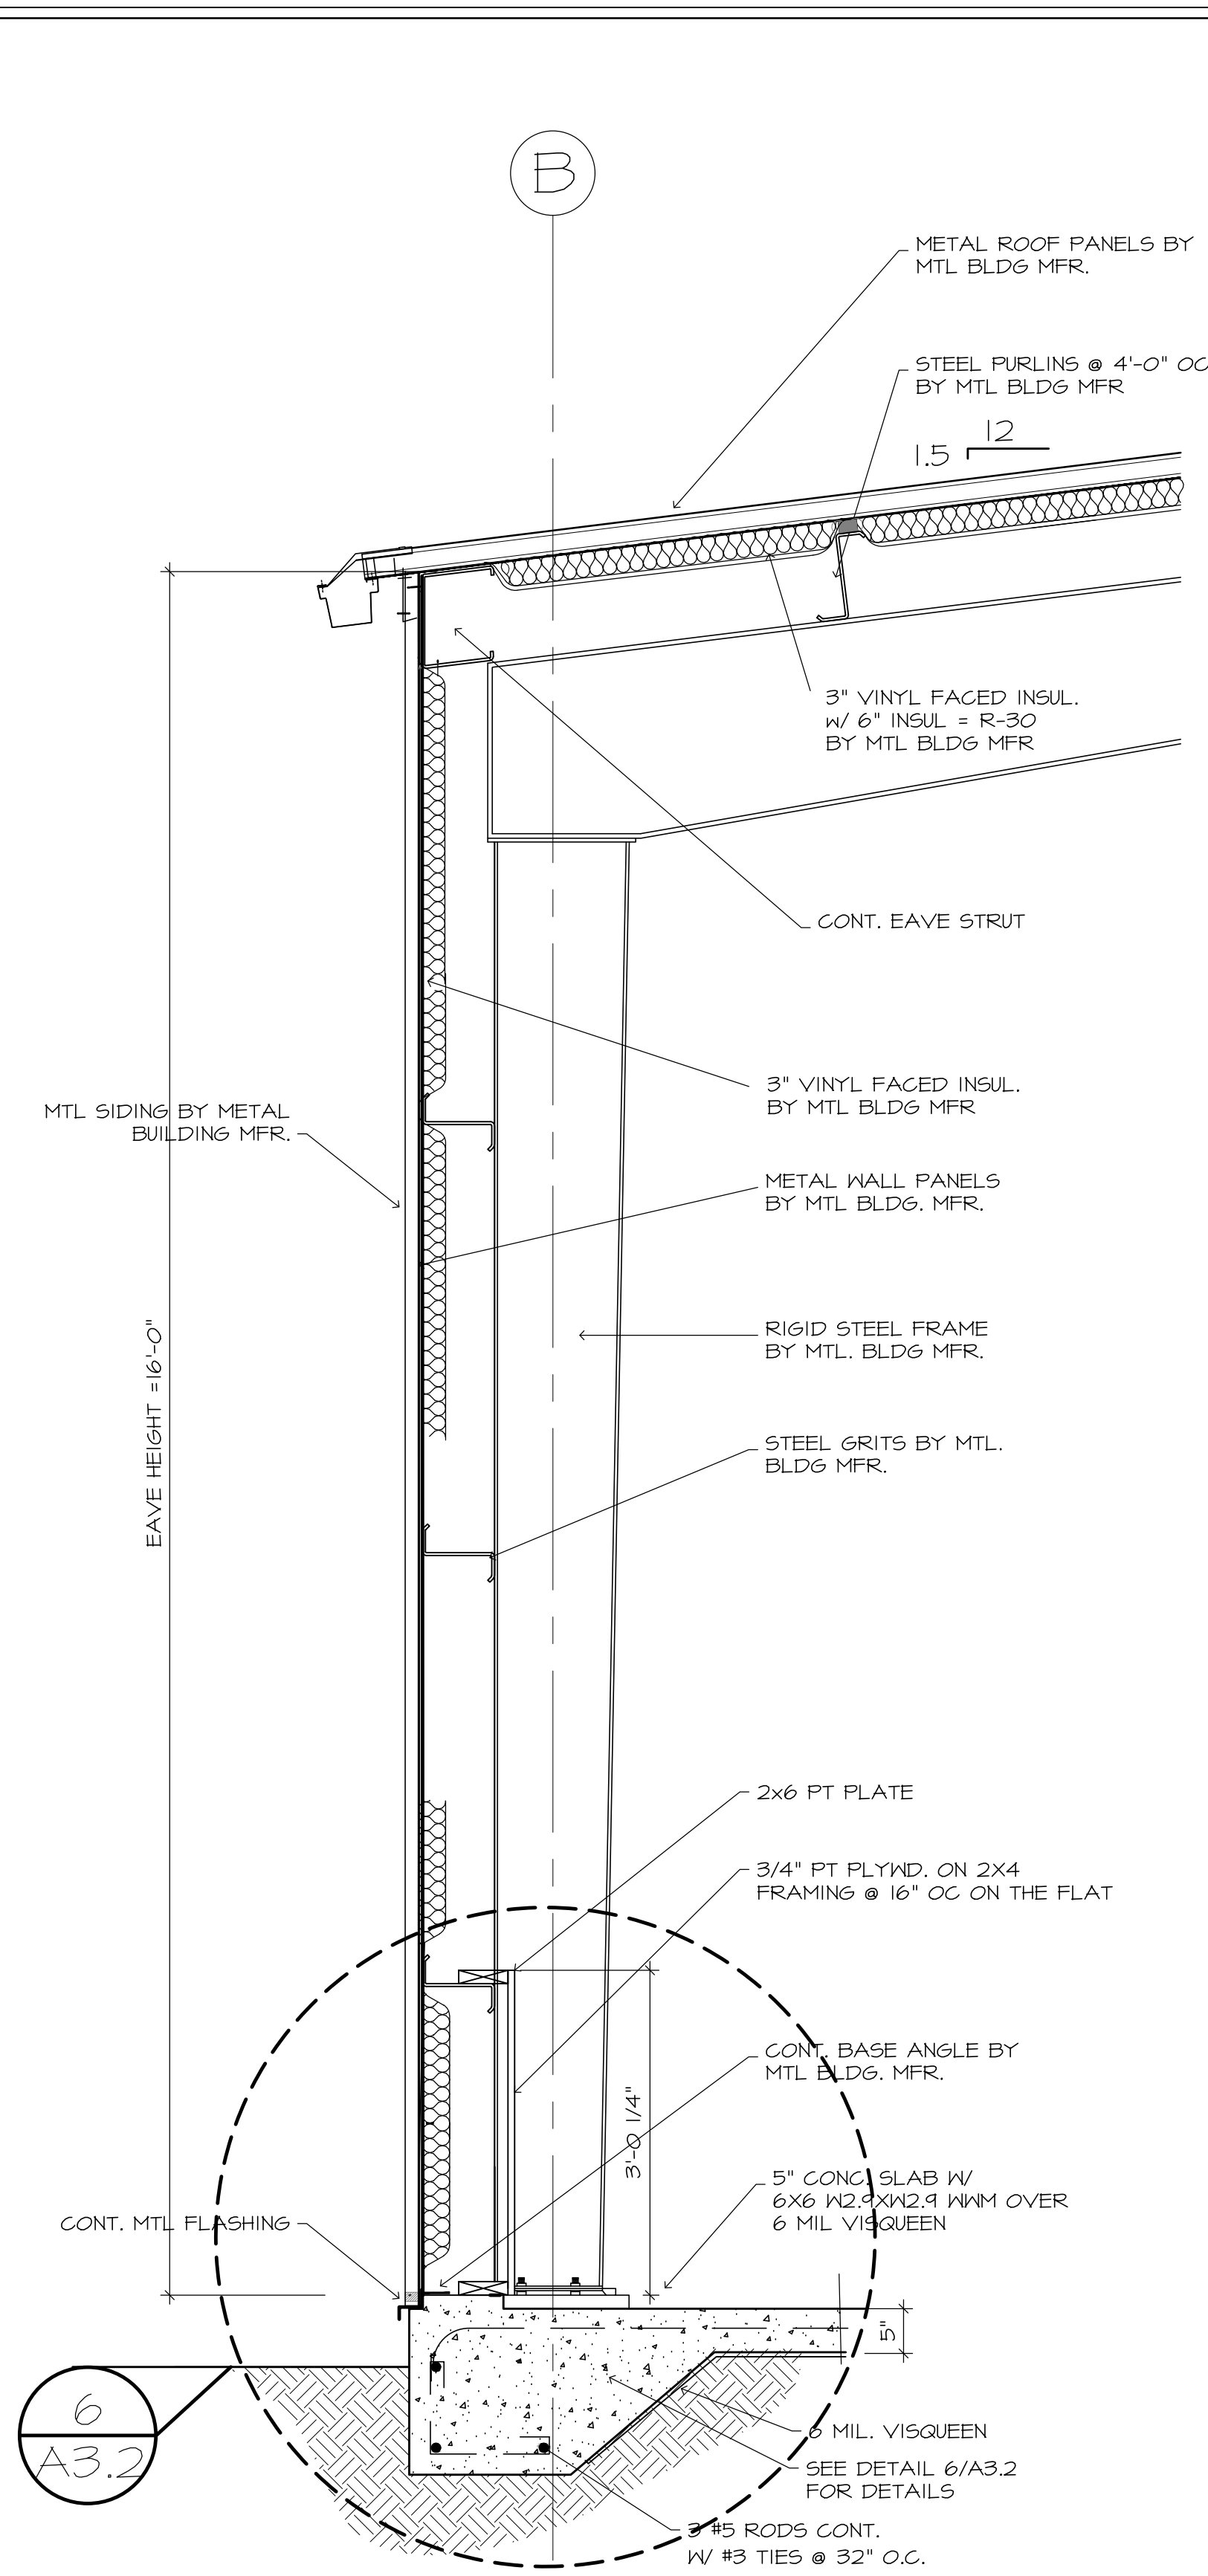 B
METAL ROOF PANELS BY
MTL BLDG MFR.
STEEL PURLINS @ 4'-0" OC
BY MTL BLDG MFR
12
1.5
3" VINYL FACED INSUL.
W/ 6" INSUL = R-30
BY MTL BLDG MFR
CONT. EAVE STRUT
3" VINYL FACED INSUL.
BY MTL BLDG MFR
MTL SIDING BY METAL
BUILDING MFR.
METAL WALL PANELS
BY MTL BLDG. MFR.
RIGID STEEL FRAME
BY MTL. BLDG MFR.
EAVE HEIGHT =16'-0"
STEEL GRITS BY MTL.
BLDG MFR.
2x6 PT PLATE
3/4" PT PLYWD. ON 2X4
FRAMING @ 16" OC ON THE FLAT
CONT. BASE ANGLE BY
MTL BLDG. MFR.
3'-0 1/4"
5" CONC. SLAB W/
6X6 W2.9XW2.9 WWM OVER
6 MIL VISQUEEN
CONT. MTL FLASHING
5"
6
A3.2
6 MIL. VISQUEEN
SEE DETAIL 6/A3.2
FOR DETAILS
3 #5 RODS CONT.
W/ #3 TIES @ 32" O.C.